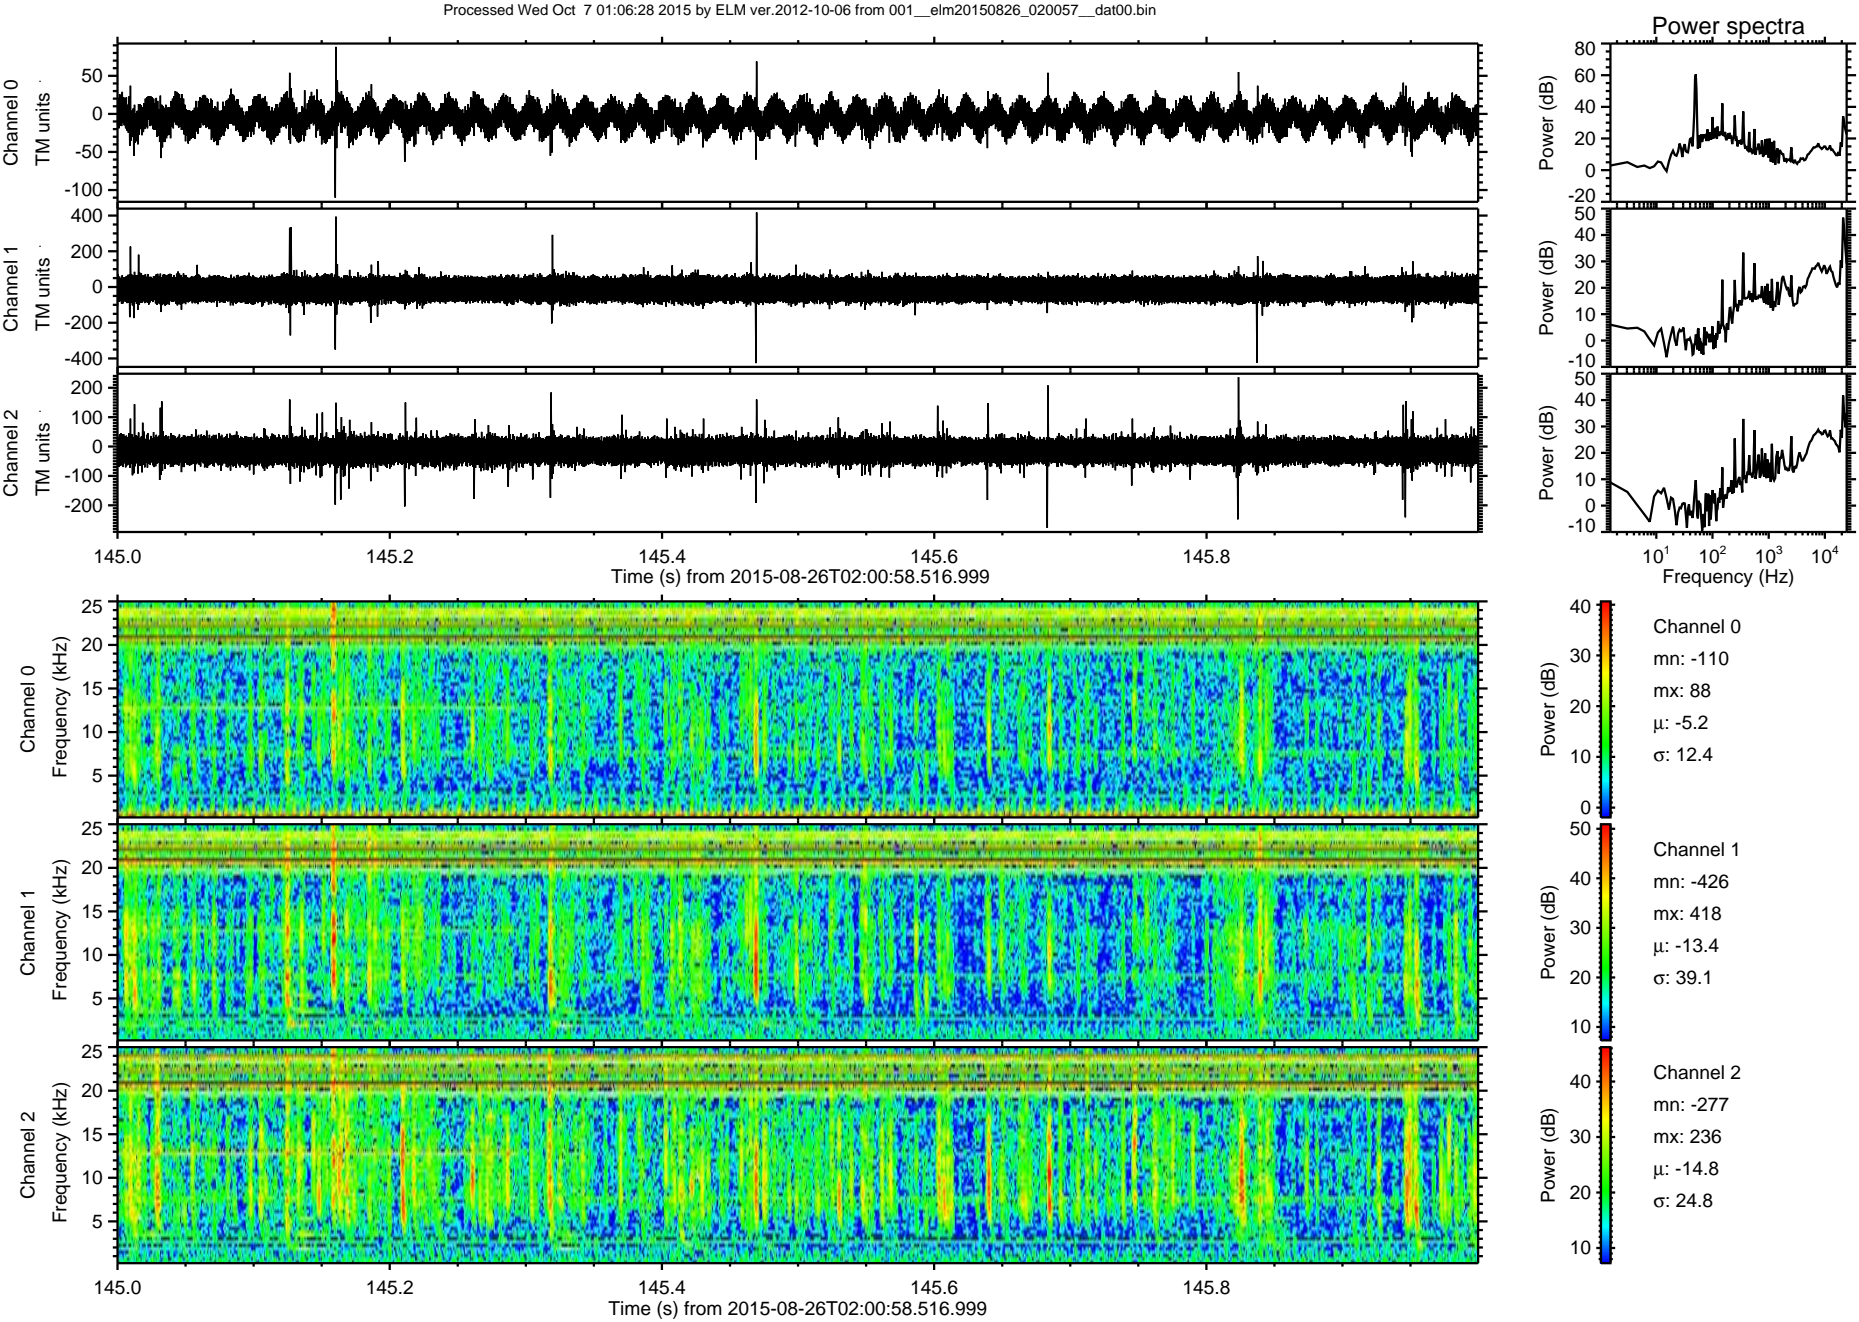 Processed Wed Oct  7 01:06:28 2015 by ELM ver.2012-10-06 from 001__elm20150826_020057__dat00.bin
Power spectra
Channel 0
TM units
50
0
-50
-100
Power (dB)
80
60
40
20
0
-20
Channel 1
TM units
400
200
0
-200
-400
Power (dB)
50
40
30
20
10
0
-10
Channel 2
TM units
200
100
0
-100
-200
Power (dB)
50
40
30
20
10
0
-10
145.0 145.2 145.4 145.6 145.8
Time (s) from 2015-08-26T02:00:58.516.999
10¹ 10² 10³ 10⁴
Frequency (Hz)
Channel 0
Frequency (kHz)
25
20
15
10
5
Power (dB)
40
30
20
10
0
Channel 0
mn: -110
mx: 88
μ: -5.2
σ: 12.4
Channel 1
Frequency (kHz)
25
20
15
10
5
Power (dB)
50
40
30
20
10
Channel 1
mn: -426
mx: 418
μ: -13.4
σ: 39.1
Channel 2
Frequency (kHz)
25
20
15
10
5
Power (dB)
40
30
20
10
Channel 2
mn: -277
mx: 236
μ: -14.8
σ: 24.8
145.0 145.2 145.4 145.6 145.8
Time (s) from 2015-08-26T02:00:58.516.999